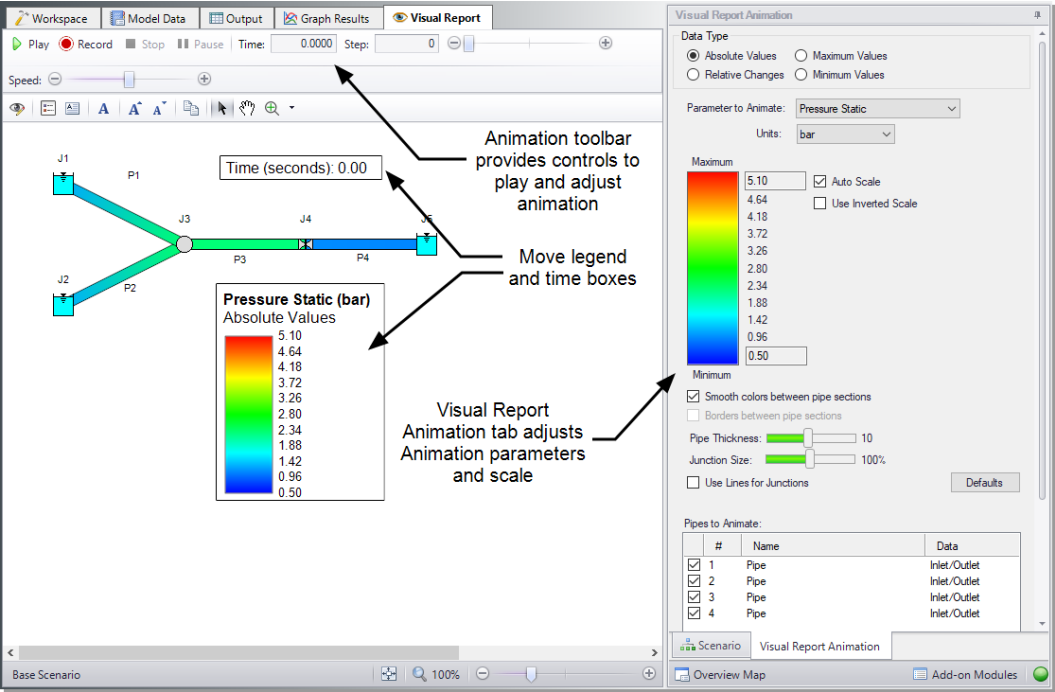 Workspace
Model Data
Output
Graph Results
Visual Report
Play Record Stop Pause Time: 0.0000 Step: 0
Speed:
A A A
Animation toolbar
provides controls to
play and adjust
animation
Time (seconds): 0.00
J1
P1
J3
J4
J5
P3
P4
J2
P2
Move legend
and time boxes
Pressure Static (bar)
Absolute Values
5.10
4.64
4.18
3.72
3.26
2.80
2.34
1.88
1.42
0.96
0.50
Visual Report
Animation tab adjusts
Animation parameters
and scale
Base Scenario
100%
Visual Report Animation
Data Type
Absolute Values Maximum Values
Relative Changes Minimum Values
Parameter to Animate: Pressure Static
Units: bar
Maximum
5.10 Auto Scale
4.64
Use Inverted Scale
4.18
3.72
3.26
2.80
2.34
1.88
1.42
0.96
0.50
Minimum
Smooth colors between pipe sections
Borders between pipe sections
Pipe Thickness: 10
Junction Size: 100%
Use Lines for Junctions Defaults
Pipes to Animate:
# Name Data
1 Pipe Inlet/Outlet
2 Pipe Inlet/Outlet
3 Pipe Inlet/Outlet
4 Pipe Inlet/Outlet
Scenario Visual Report Animation
Overview Map Add-on Modules